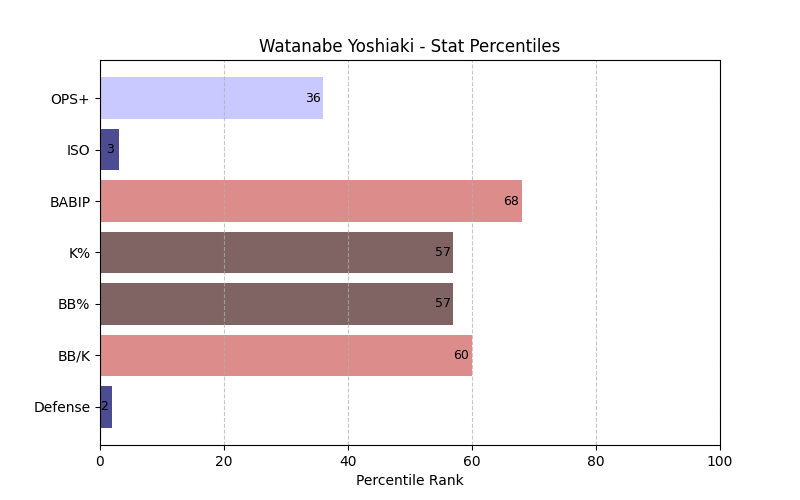 Watanabe Yoshiaki - Stat Percentiles
OPS+ 36
ISO 3
BABIP 68
K% 57
BB% 57
BB/K 60
Defense 2
0 20 40 60 80 100
Percentile Rank